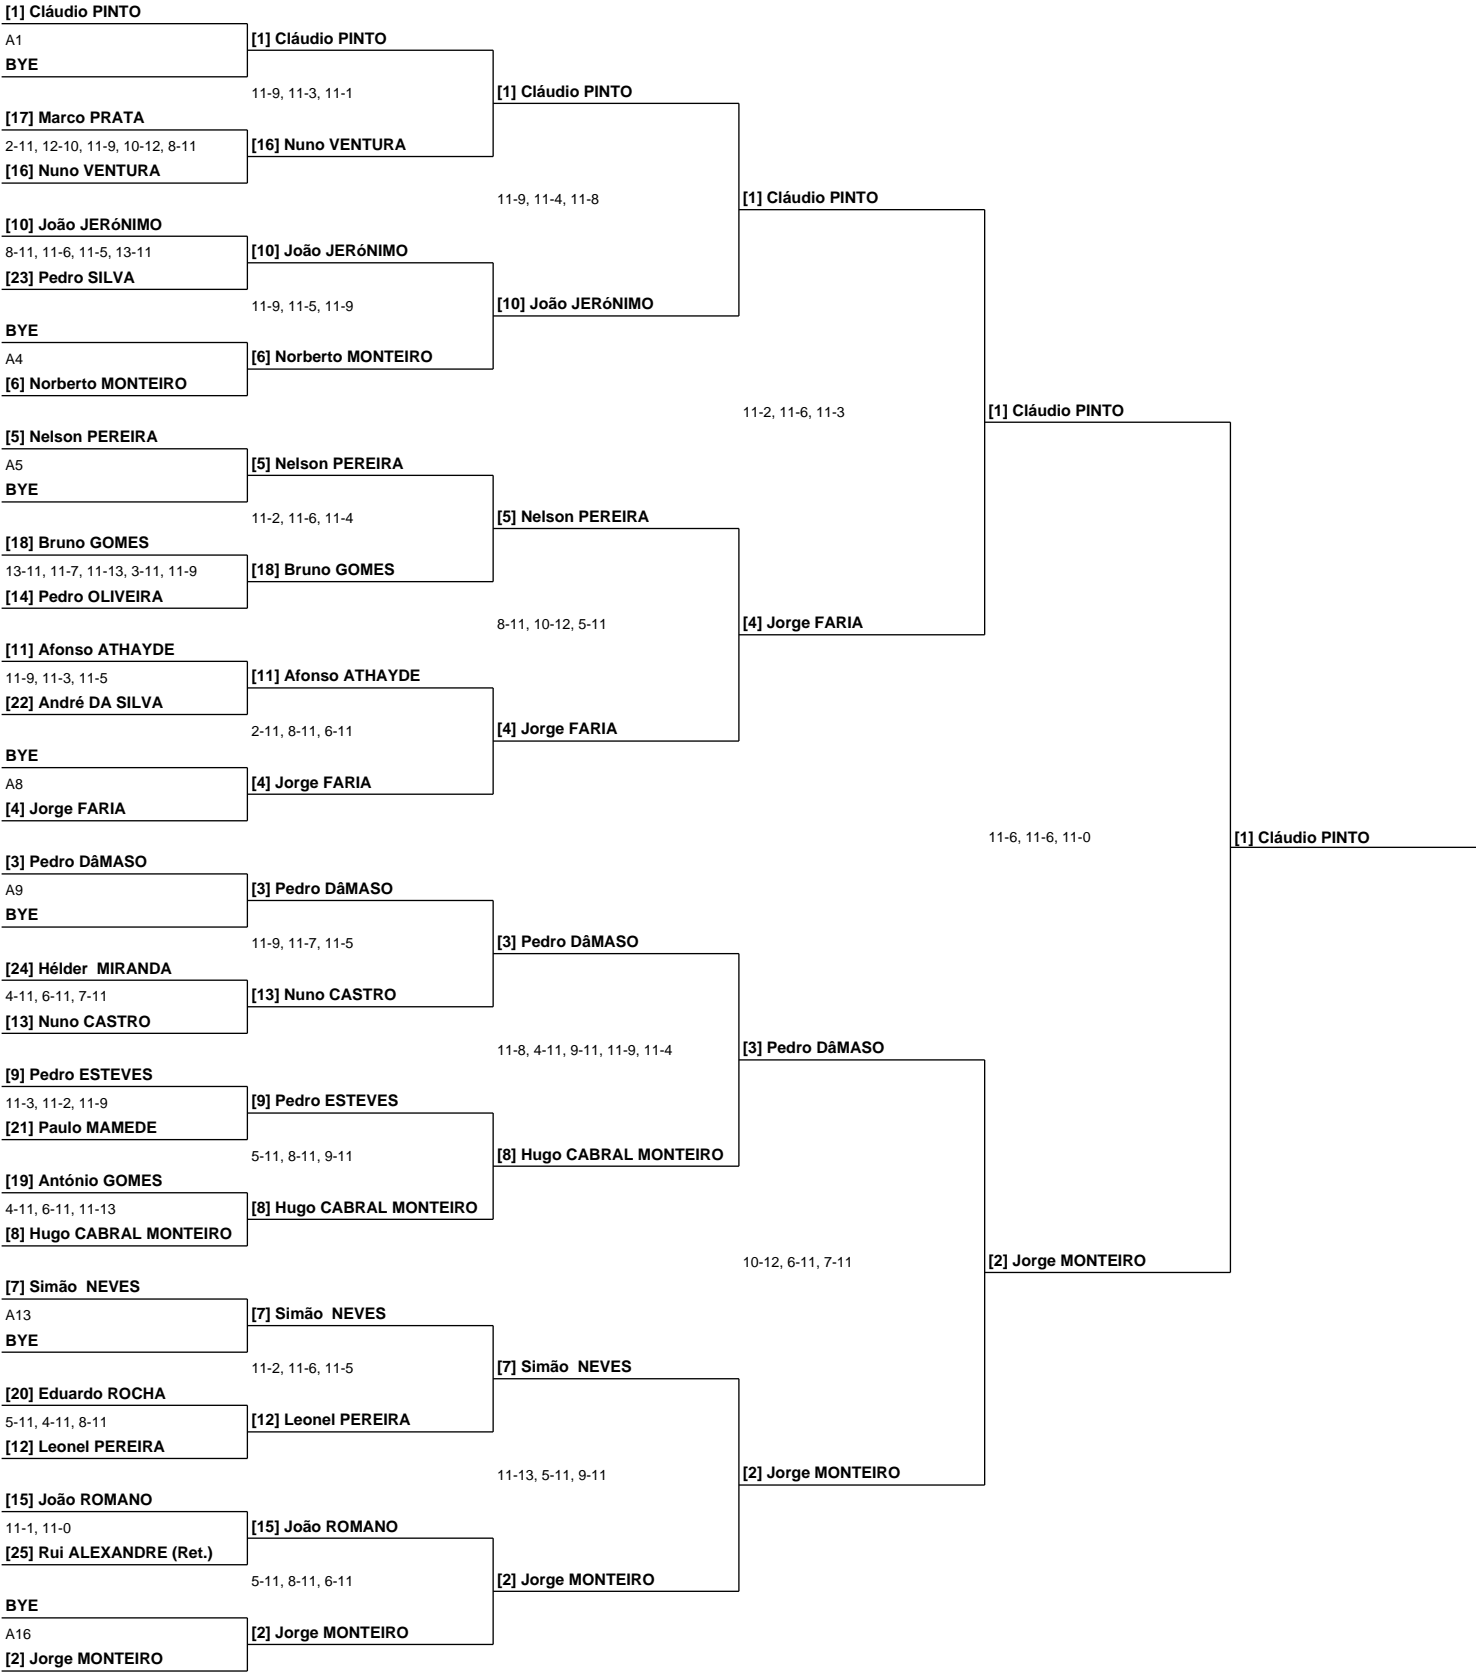 [1] Cláudio PINTO
A1
BYE
[17] Marco PRATA
2-11, 12-10, 11-9, 10-12, 8-11
[16] Nuno VENTURA
[10] João JERóNIMO
8-11, 11-6, 11-5, 13-11
[23] Pedro SILVA
BYE
A4
[6] Norberto MONTEIRO
[5] Nelson PEREIRA
A5
BYE
[18] Bruno GOMES
13-11, 11-7, 11-13, 3-11, 11-9
[14] Pedro OLIVEIRA
[11] Afonso ATHAYDE
11-9, 11-3, 11-5
[22] André DA SILVA
BYE
A8
[4] Jorge FARIA
[3] Pedro DâMASO
A9
BYE
[24] Hélder  MIRANDA
4-11, 6-11, 7-11
[13] Nuno CASTRO
[9] Pedro ESTEVES
11-3, 11-2, 11-9
[21] Paulo MAMEDE
[19] António GOMES
4-11, 6-11, 11-13
[8] Hugo CABRAL MONTEIRO
[7] Simão  NEVES
A13
BYE
[20] Eduardo ROCHA
5-11, 4-11, 8-11
[12] Leonel PEREIRA
[15] João ROMANO
11-1, 11-0
[25] Rui ALEXANDRE (Ret.)
BYE
A16
[2] Jorge MONTEIRO
[1] Cláudio PINTO
11-9, 11-3, 11-1
[16] Nuno VENTURA
[10] João JERóNIMO
11-9, 11-5, 11-9
[6] Norberto MONTEIRO
[5] Nelson PEREIRA
11-2, 11-6, 11-4
[18] Bruno GOMES
[11] Afonso ATHAYDE
2-11, 8-11, 6-11
[4] Jorge FARIA
[3] Pedro DâMASO
11-9, 11-7, 11-5
[13] Nuno CASTRO
[9] Pedro ESTEVES
5-11, 8-11, 9-11
[8] Hugo CABRAL MONTEIRO
[7] Simão  NEVES
11-2, 11-6, 11-5
[12] Leonel PEREIRA
[15] João ROMANO
5-11, 8-11, 6-11
[2] Jorge MONTEIRO
[1] Cláudio PINTO
11-9, 11-4, 11-8
[10] João JERóNIMO
[5] Nelson PEREIRA
8-11, 10-12, 5-11
[4] Jorge FARIA
[3] Pedro DâMASO
11-8, 4-11, 9-11, 11-9, 11-4
[8] Hugo CABRAL MONTEIRO
[7] Simão  NEVES
11-13, 5-11, 9-11
[2] Jorge MONTEIRO
[1] Cláudio PINTO
11-2, 11-6, 11-3
[4] Jorge FARIA
[3] Pedro DâMASO
10-12, 6-11, 7-11
[2] Jorge MONTEIRO
[1] Cláudio PINTO
11-6, 11-6, 11-0
[2] Jorge MONTEIRO
[1] Cláudio PINTO